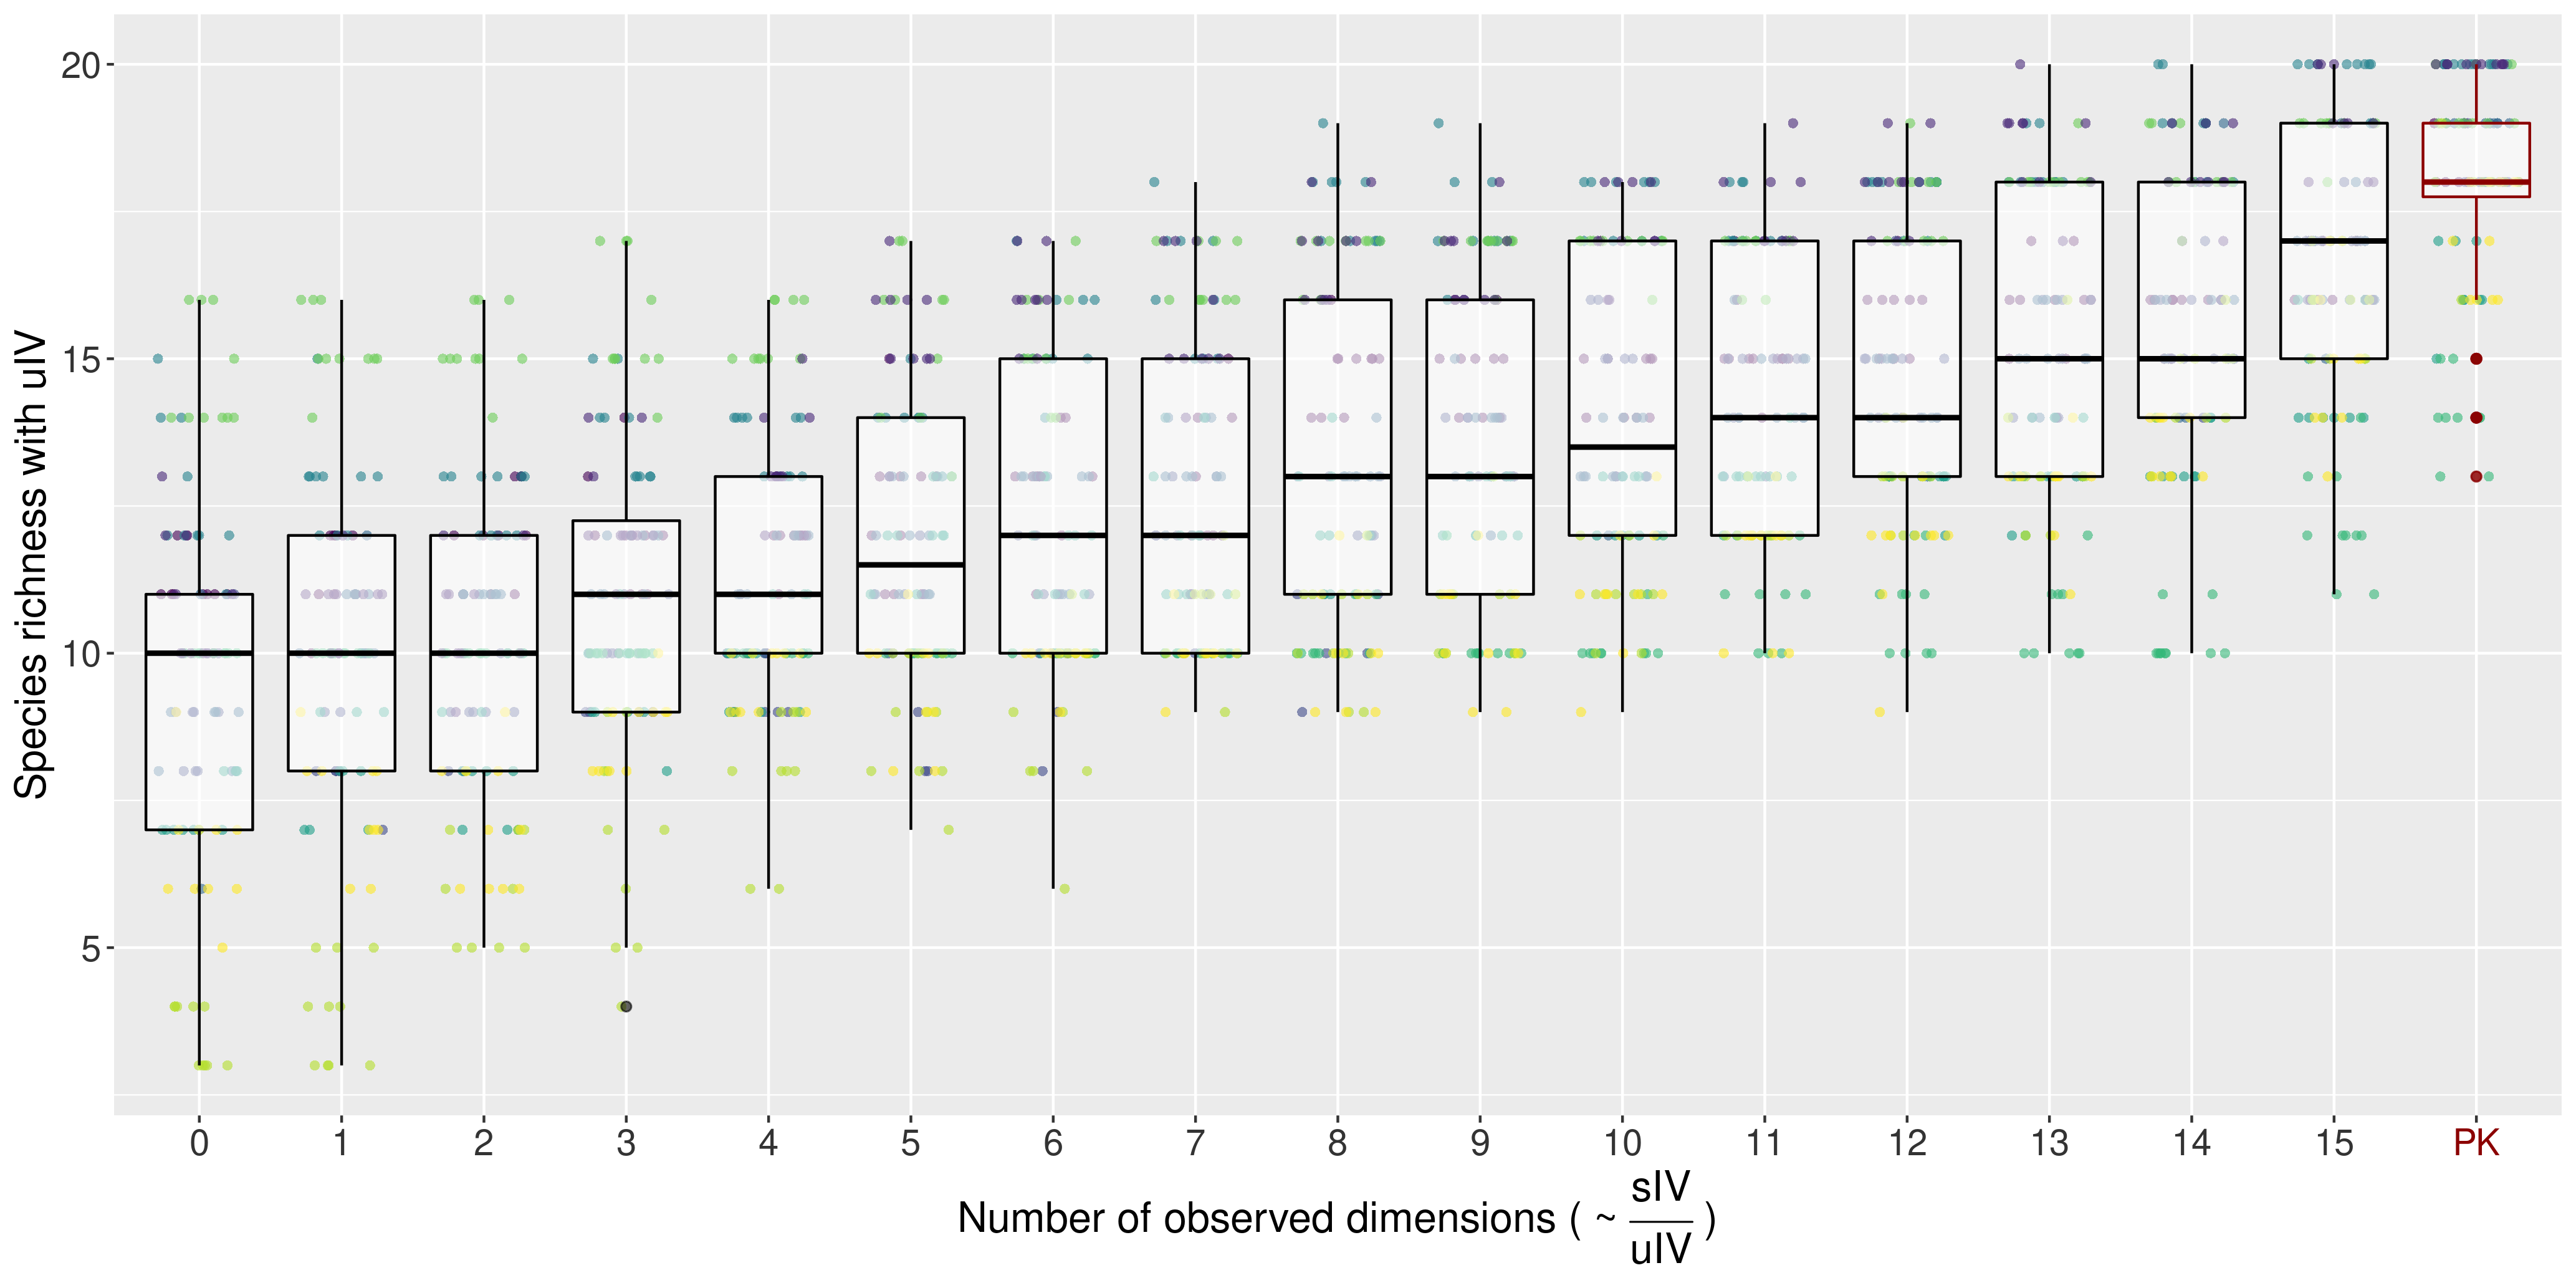 Species richness with uIV
20
15
10
5
0 1 2 3 4 5 6 7 8 9 10 11 12 13 14 15 PK
Number of observed dimensions ( ~ sIV
uIV )